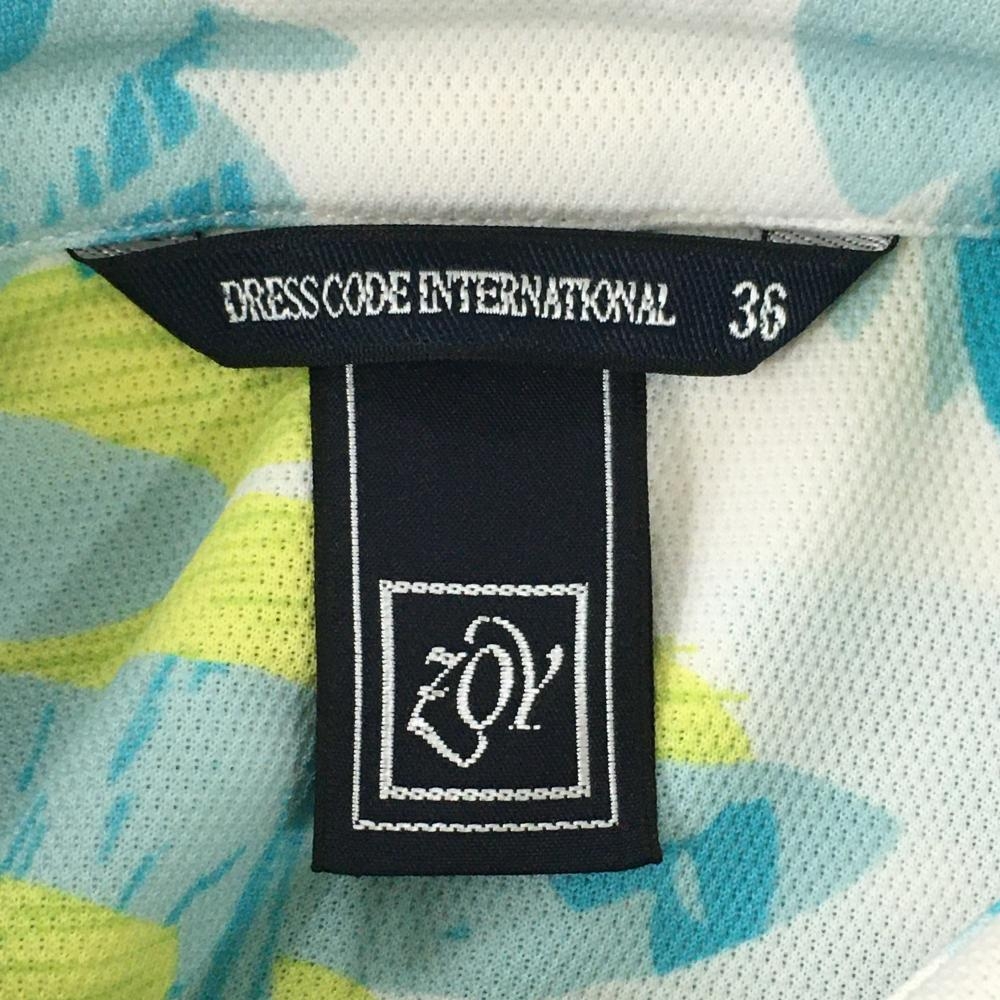 DRESS CODE INTERNATIONAL 36
ZOY